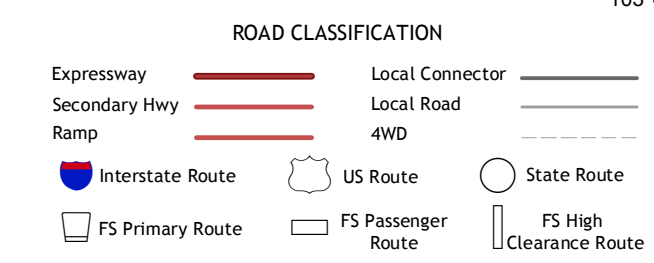 ROAD CLASSIFICATION
Expressway
Local Connector
Secondary Hwy
Local Road
Ramp
4WD
Interstate Route
US Route
State Route
FS Primary Route
FS Passenger
Route
FS High
Clearance Route